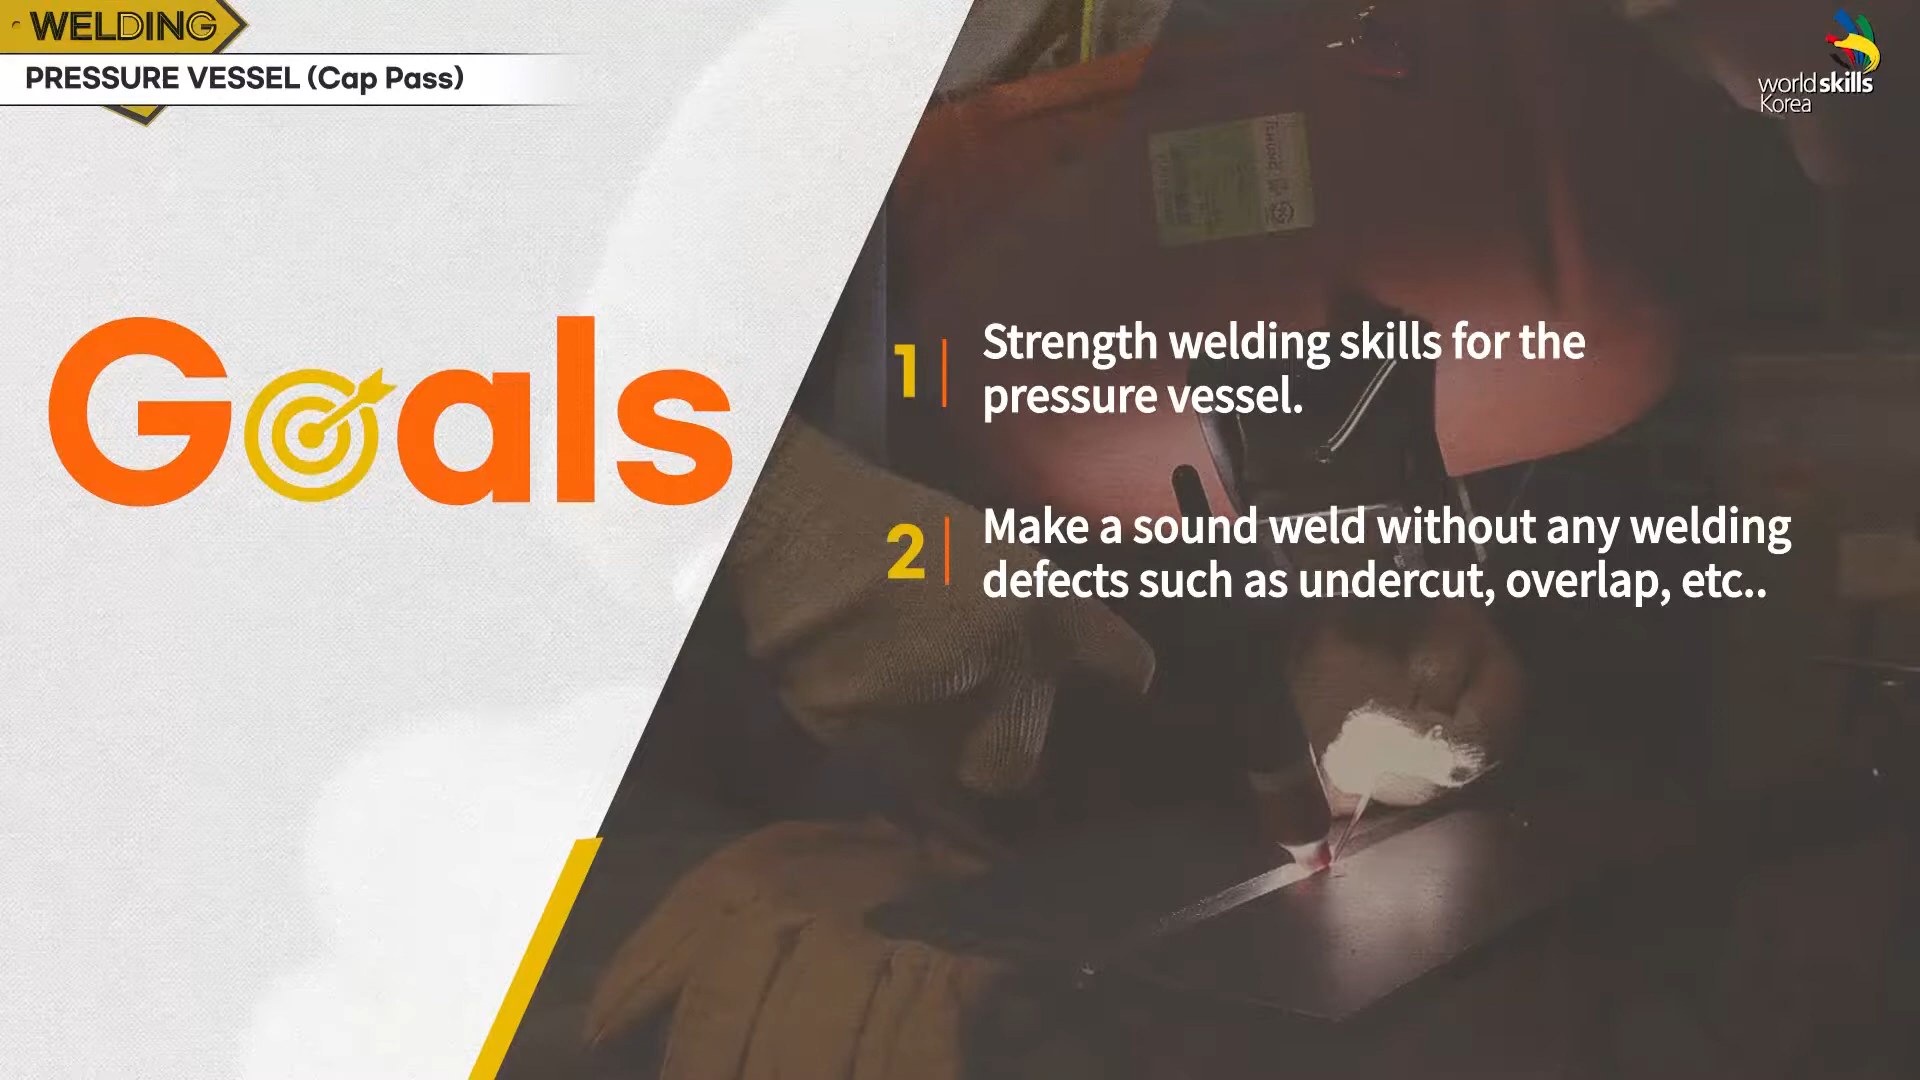 WELDING
PRESSURE VESSEL (Cap Pass)
world skills
Korea
Goals
1
Strength welding skills for the
pressure vessel.
2
Make a sound weld without any welding
defects such as undercut, overlap, etc..